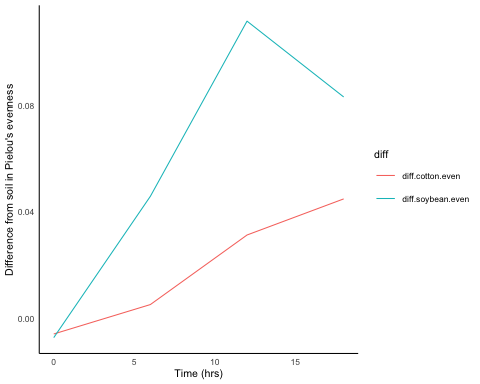 Difference from soil in Pielou's evenness
0.08
0.04
0.00
0
5
10
15
Time (hrs)
diff
diff.cotton.even
diff.soybean.even